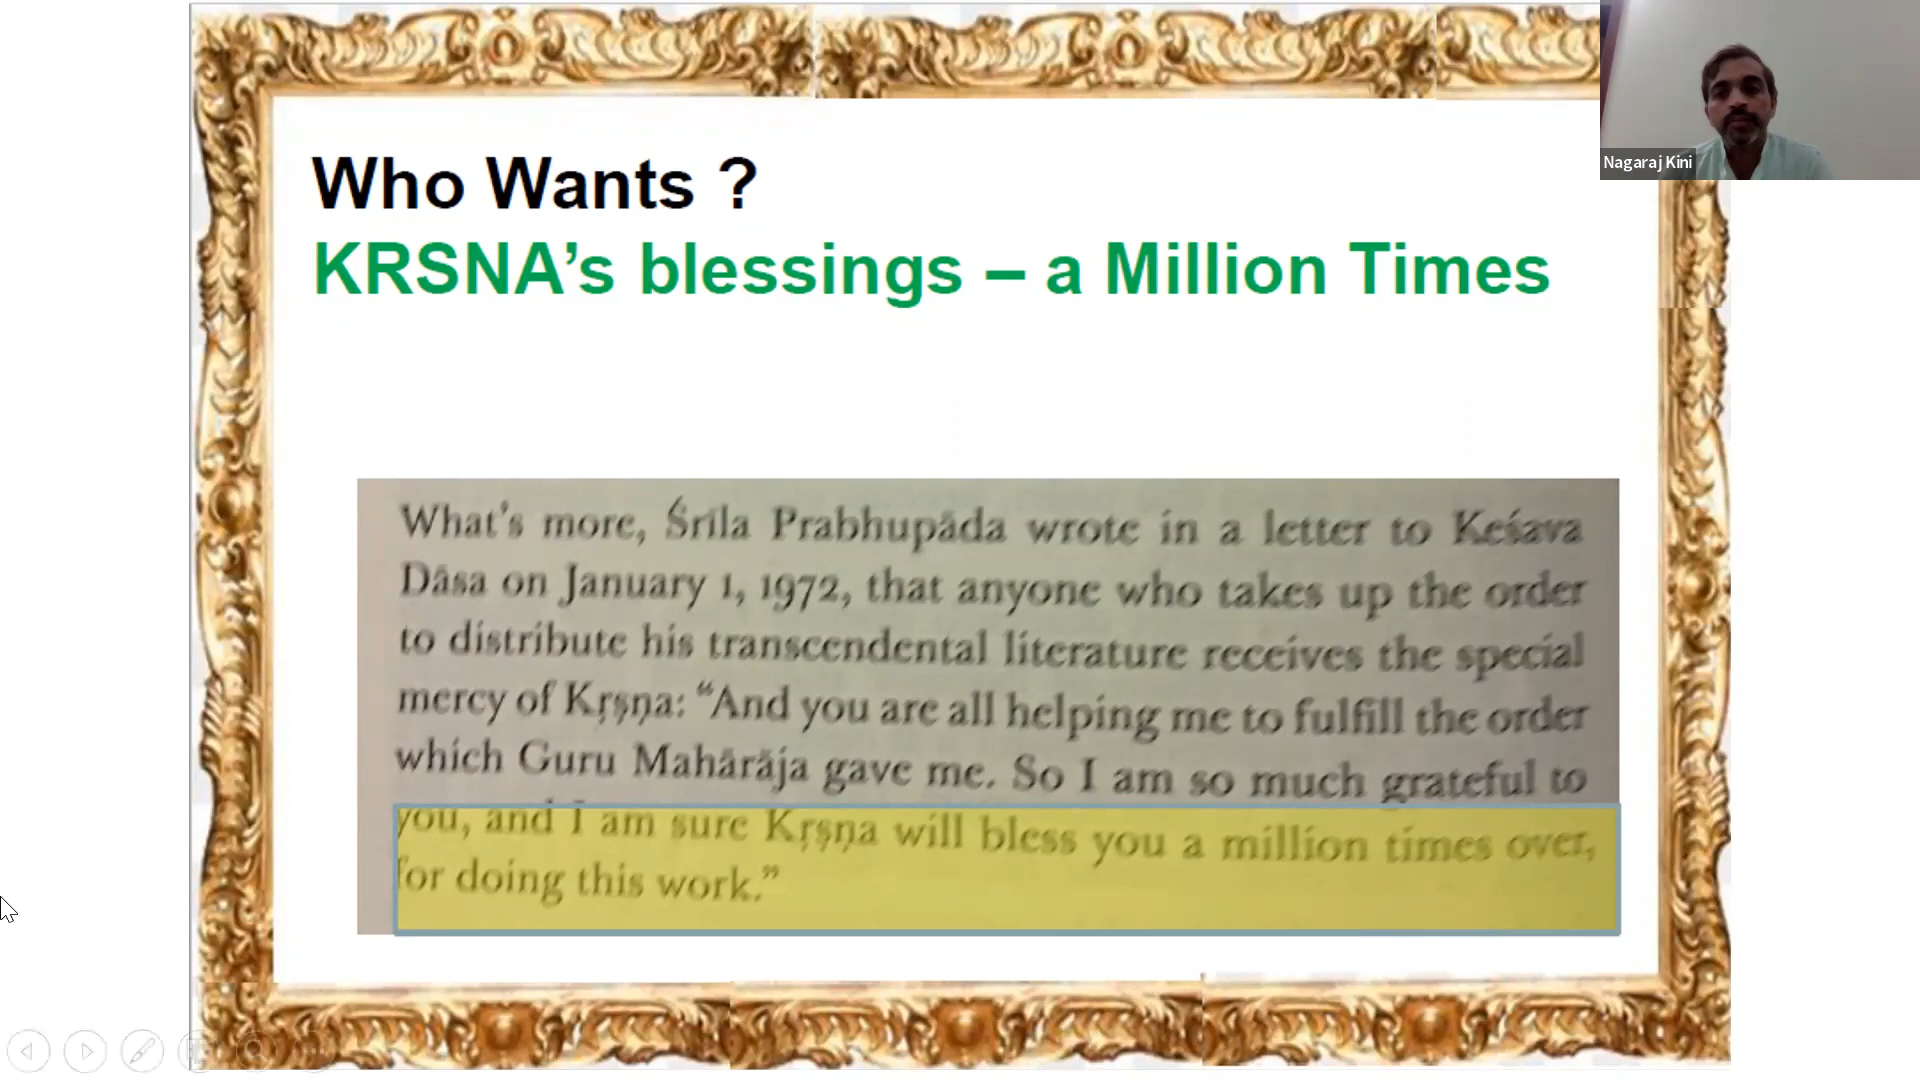 Who Wants ?
KRSNA’s blessings – a Million Times
Nagaraj Kini
What’s more, Śrīla Prabhupāda wrote in a letter to Keśava
Dāsa on January 1, 1972, that anyone who takes up the order
to distribute his transcendental literature receives the special
mercy of Kṛṣṇa: “And you are all helping me to fulfill the order
which Guru Mahārāja gave me. So I am so much grateful to
you, and I am sure Kṛṣṇa will bless you a million times over,
for doing this work.”